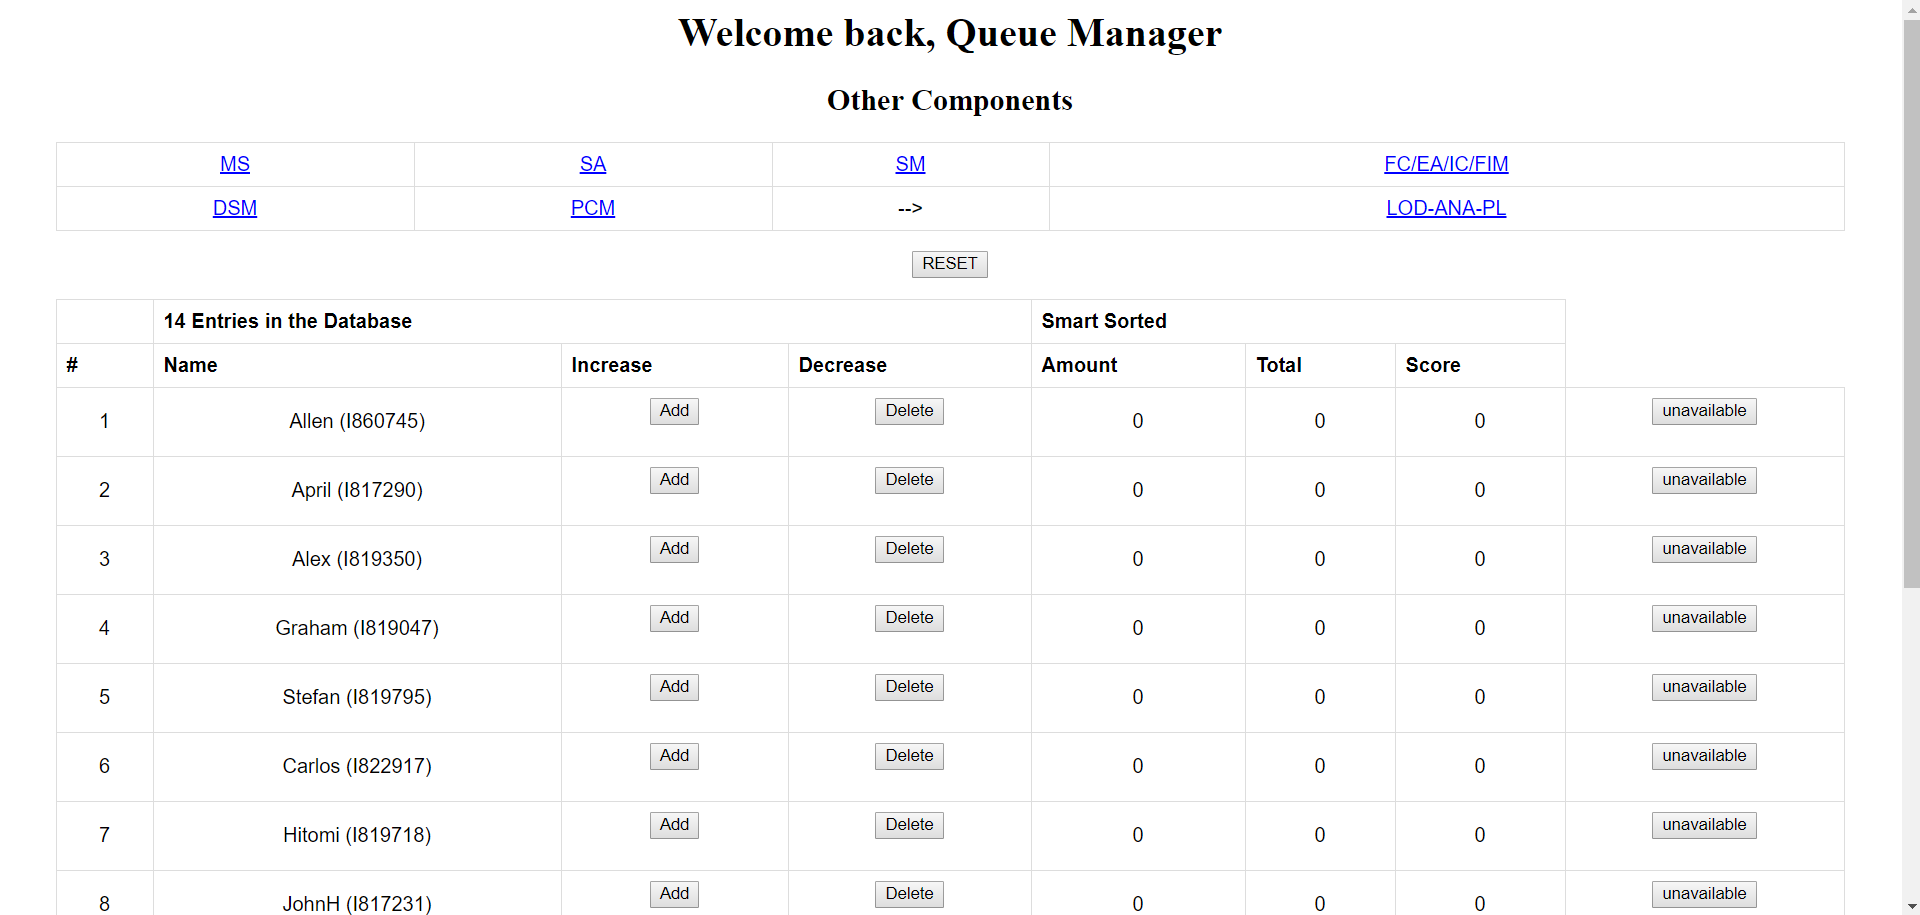 Welcome back, Queue Manager
Other Components
MS SA SM FC/EA/IC/FIM
DSM PCM --> LOD-ANA-PL
RESET
14 Entries in the Database Smart Sorted
# Name Increase Decrease Amount Total Score
1 Allen (I860745) Add Delete 0 0 0 unavailable
2 April (I817290) Add Delete 0 0 0 unavailable
3 Alex (I819350) Add Delete 0 0 0 unavailable
4 Graham (I819047) Add Delete 0 0 0 unavailable
5 Stefan (I819795) Add Delete 0 0 0 unavailable
6 Carlos (I822917) Add Delete 0 0 0 unavailable
7 Hitomi (I819718) Add Delete 0 0 0 unavailable
8 JohnH (I817231) Add Delete 0 0 0 unavailable